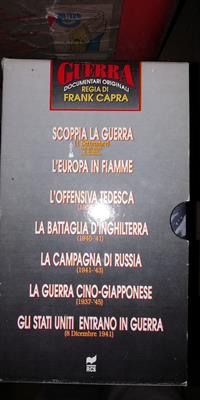 GUERRA
DOCUMENTARI ORIGINALI
REGIA DI
FRANK CAPRA
SCOPPIA LA GUERRA
L'EUROPA IN FIAMME
L'OFFENSIVA TEDESCA
LA BATTAGLIA D'INGHILTERRA
(1940-'41)
LA CAMPAGNA DI RUSSIA
(1941-'43)
LA GUERRA CINO-GIAPPONESE
(1937-'45)
GLI STATI UNITI ENTRANO IN GUERRA
(8 Dicembre 1941)
RCS